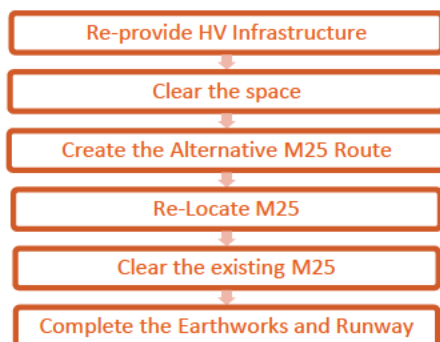 Re-provide HV Infrastructure
Clear the space
Create the Alternative M25 Route
Re-Locate M25
Clear the existing M25
Complete the Earthworks and Runway